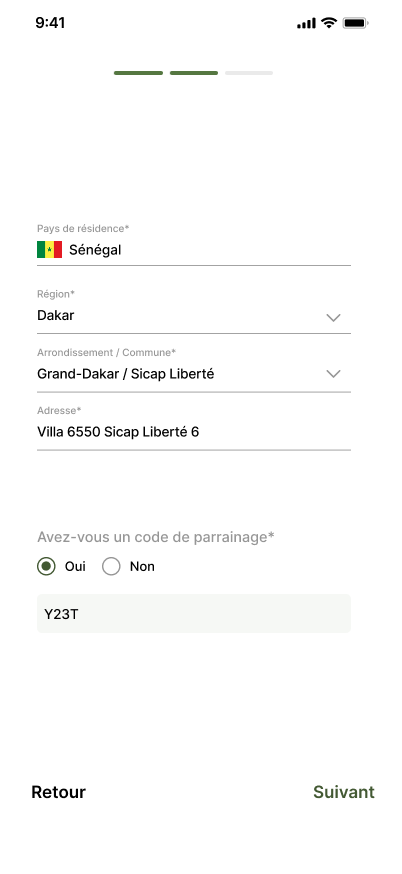 9:41
Pays de résidence*
Sénégal
Région*
Dakar
Arrondissement / Commune*
Grand-Dakar / Sicap Liberté
Adresse*
Villa 6550 Sicap Liberté 6
Avez-vous un code de parrainage*
Oui Non
Y23T
Retour Suivant